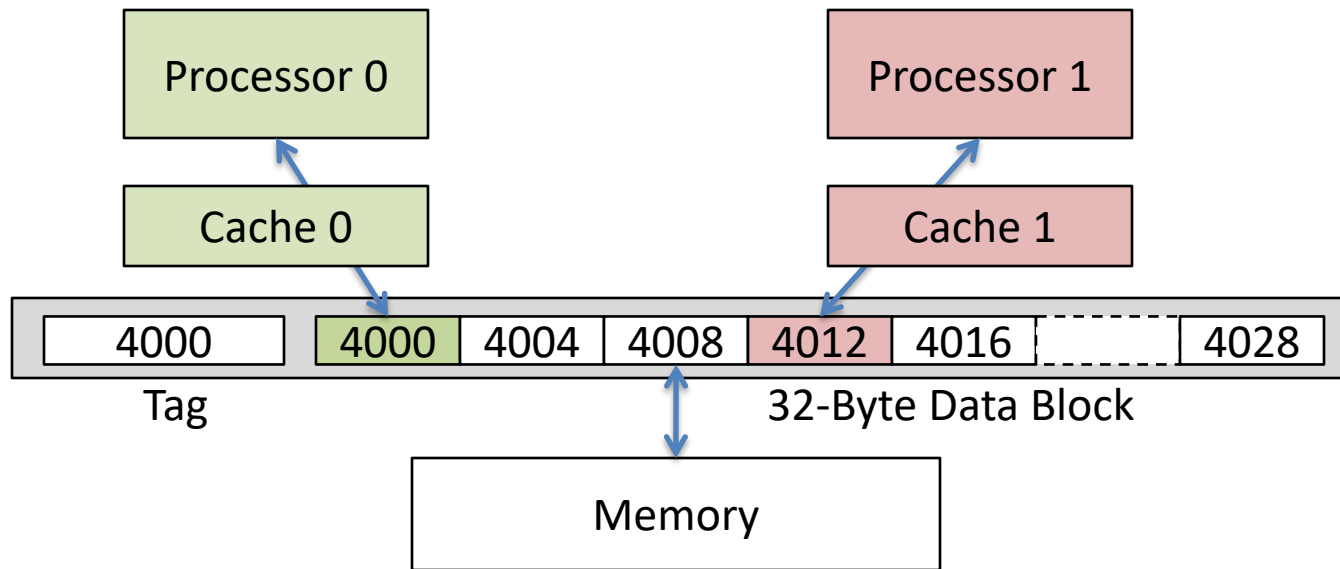 Processor 0
Processor 1
Cache 0
Cache 1
4000 4000 4004 4008 4012 4016 4028
Tag
32-Byte Data Block
Memory